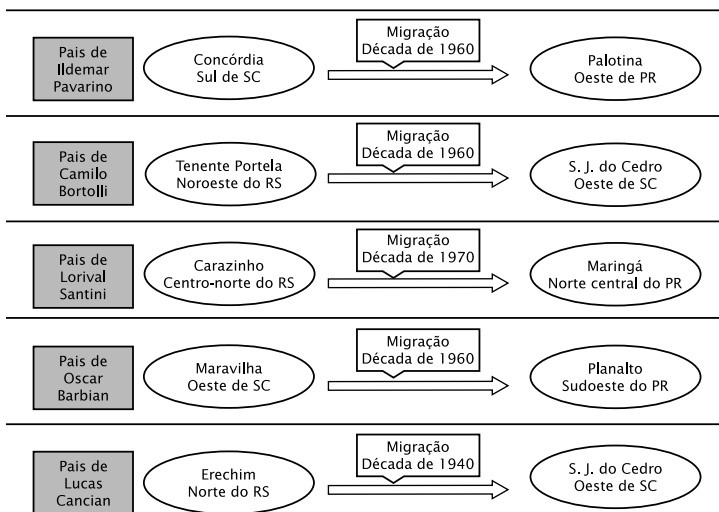 Pais de
Ildemar
Pavarino
Concórdia
Sul de SC
Migração
Década de 1960
Palotina
Oeste de PR
Pais de
Camilo
Bortolli
Tenente Portela
Noroeste do RS
Migração
Década de 1960
S. J. do Cedro
Oeste de SC
Pais de
Lorival
Santini
Carazinho
Centro-norte do RS
Migração
Década de 1970
Maringá
Norte central do PR
Pais de
Oscar
Barbian
Maravilha
Oeste de SC
Migração
Década de 1960
Planalto
Sudoeste do PR
Pais de
Lucas
Cancian
Erechim
Norte do RS
Migração
Década de 1940
S. J. do Cedro
Oeste de SC